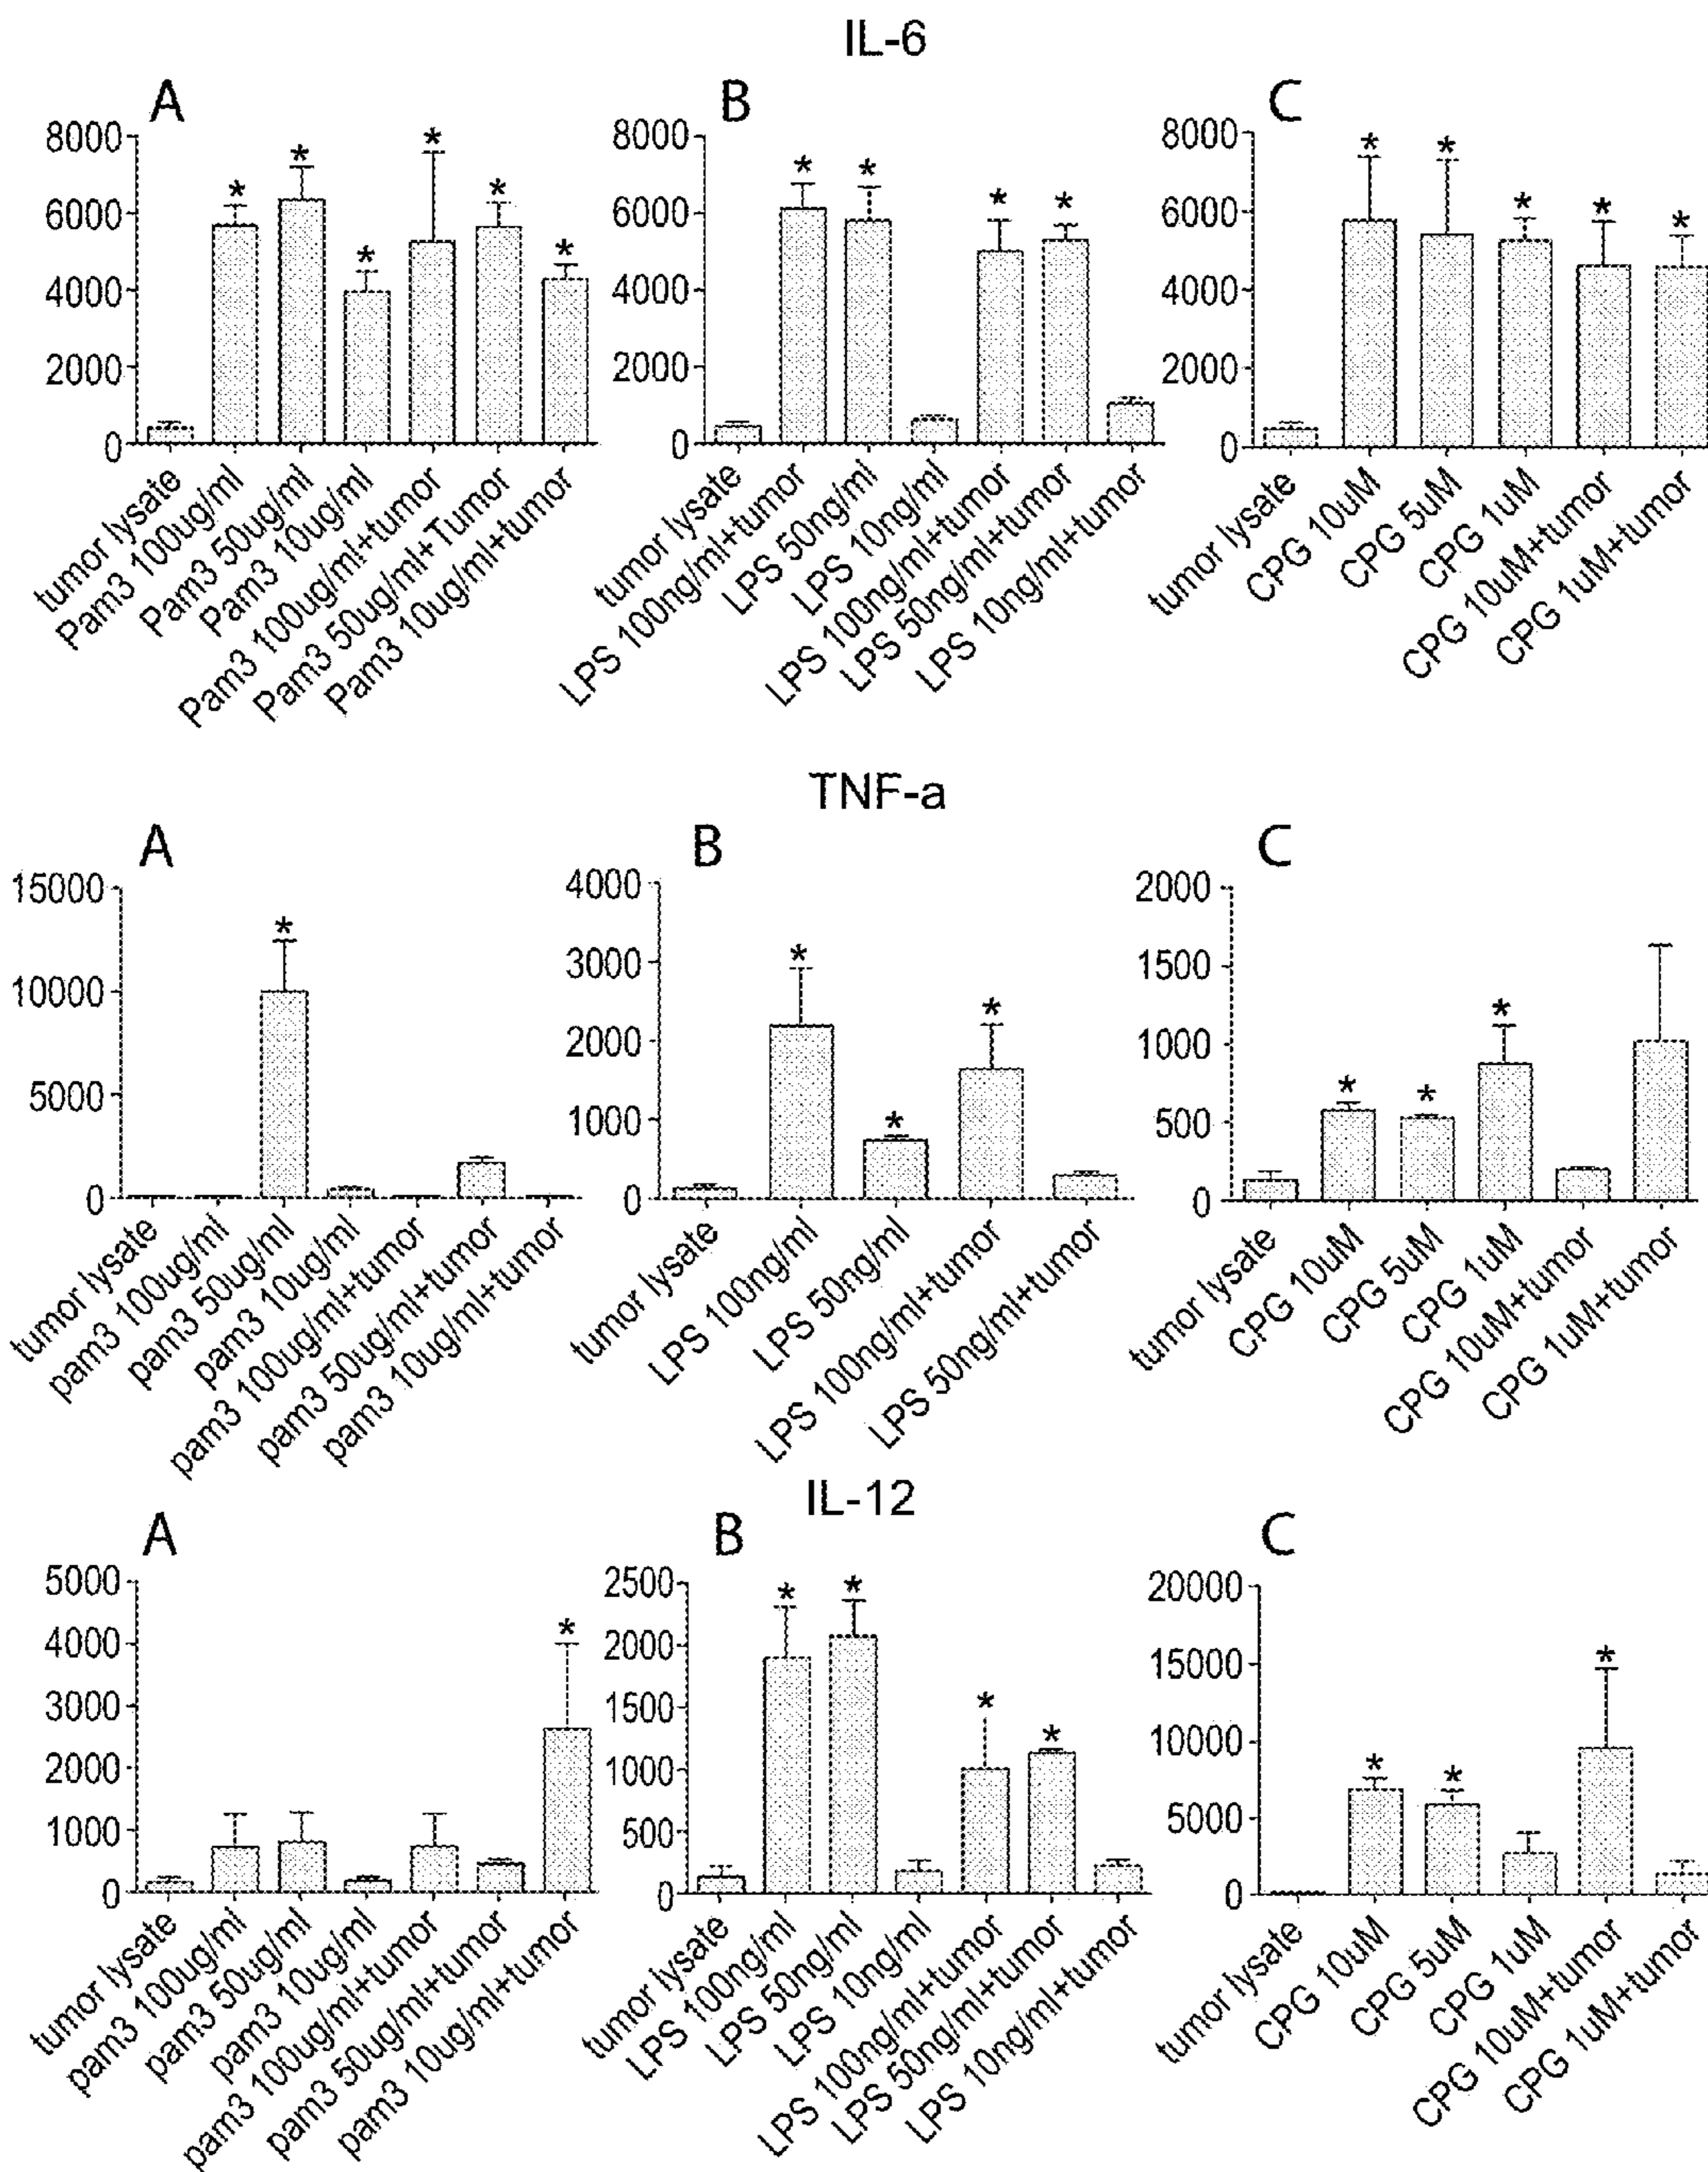 IL-6
A
8000
6000
4000
2000
0
*
*
*
*
*
*
tumor lysate
Pam3 100ug/ml
Pam3 50ug/ml
Pam3 10ug/ml
Pam3 100ug/ml+tumor
Pam3 50ug/ml+Tumor
Pam3 10ug/ml+tumor
B
8000
6000
4000
2000
0
*
*
*
*
tumor lysate
LPS 100ng/ml+tumor
LPS 50ng/ml
LPS 10ng/ml
LPS 100ng/ml+tumor
LPS 50ng/ml+tumor
LPS 10ng/ml+tumor
C
8000
6000
4000
2000
0
*
*
*
*
*
tumor lysate
CPG 10uM
CPG 5uM
CPG 1uM
CPG 10uM+tumor
CPG 1uM+tumor
TNF-a
A
15000
10000
5000
0
*
tumor lysate
pam3 100ug/ml
pam3 50ug/ml
pam3 10ug/ml
pam3 100ug/ml+tumor
pam3 50ug/ml+tumor
pam3 10ug/ml+tumor
B
4000
3000
2000
1000
0
*
*
*
tumor lysate
LPS 100ng/ml
LPS 50ng/ml
LPS 100ng/ml+tumor
LPS 50ng/ml+tumor
C
2000
1500
1000
500
0
*
*
*
tumor lysate
CPG 10uM
CPG 5uM
CPG 1uM
CPG 10uM+tumor
CPG 1uM+tumor
IL-12
A
5000
4000
3000
2000
1000
0
*
tumor lysate
pam3 100ug/ml
pam3 50ug/ml
pam3 10ug/ml
pam3 100ug/ml+tumor
pam3 50ug/ml+tumor
pam3 10ug/ml+tumor
B
2500
2000
1500
1000
500
0
*
*
*
*
tumor lysate
LPS 100ng/ml
LPS 50ng/ml
LPS 10ng/ml
LPS 100ng/ml+tumor
LPS 50ng/ml+tumor
LPS 10ng/ml+tumor
C
20000
15000
10000
5000
0
*
*
*
tumor lysate
CPG 10uM
CPG 5uM
CPG 1uM
CPG 10uM+tumor
CPG 1uM+tumor